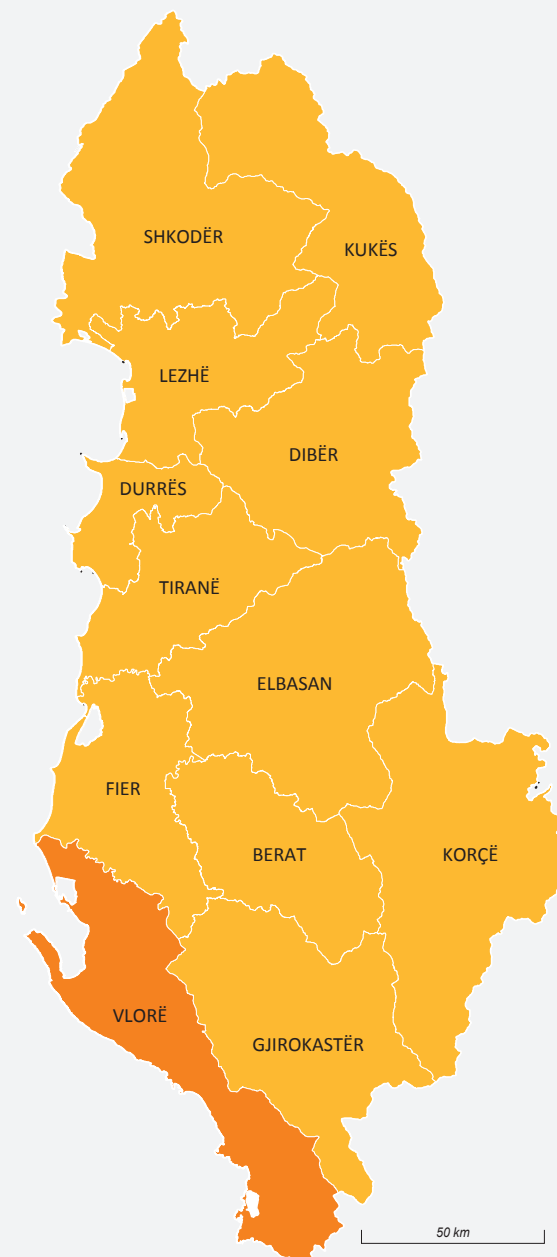 SHKODËR
KUKËS
LEZHË
DIBËR
DURRËS
TIRANË
ELBASAN
FIER
BERAT
KORÇË
VLORË
GJIROKASTËR
50 km